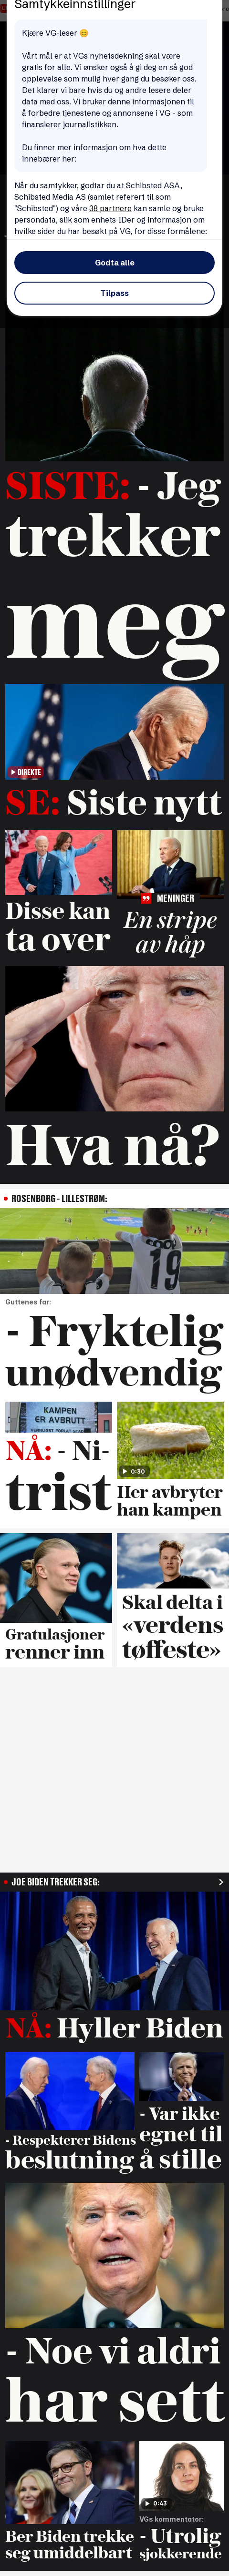 Samtykkeinnstillinger
Kjære VG-leser 😊
Vårt mål er at VGs nyhetsdekning skal være
gratis for alle. Vi ønsker også å gi deg en så god
opplevelse som mulig hver gang du besøker oss.
Det klarer vi bare hvis du og andre lesere deler
data med oss. Vi bruker denne informasjonen til
å forbedre tjenestene og annonsene i VG - som
finansierer journalistikken.
Du finner mer informasjon om hva dette
innebærer her:
Når du samtykker, godtar du at Schibsted ASA,
Schibsted Media AS (samlet referert til som
"Schibsted") og våre 38 partnere kan samle og bruke
persondata, slik som enhets-IDer og informasjon om
hvilke sider du har besøkt på VG, for disse formålene:
Godta alle
Tilpass
SISTE: - Jeg
trekker
meg
DIREKTE
SE: Siste nytt
Disse kan
ta over
MENINGER
En stripe
av håp
Hva nå?
ROSENBORG - LILLESTRØM:
19
Guttenes far:
- Fryktelig
unødvendig
KAMPEN
ER AVBRUTT
NÅ: - Ni-
trist
0:30
Her avbryter
han kampen
Gratulasjoner
renner inn
Skal delta i
«verdens
tøffeste»
JOE BIDEN TREKKER SEG:
NÅ: Hyller Biden
- Respekterer Bidens
beslutning
- Var ikke
egnet til
å stille
- Noe vi aldri
har sett
Ber Biden trekke
seg umiddelbart
0:43
VGs kommentator:
- Utrolig
sjokkerende